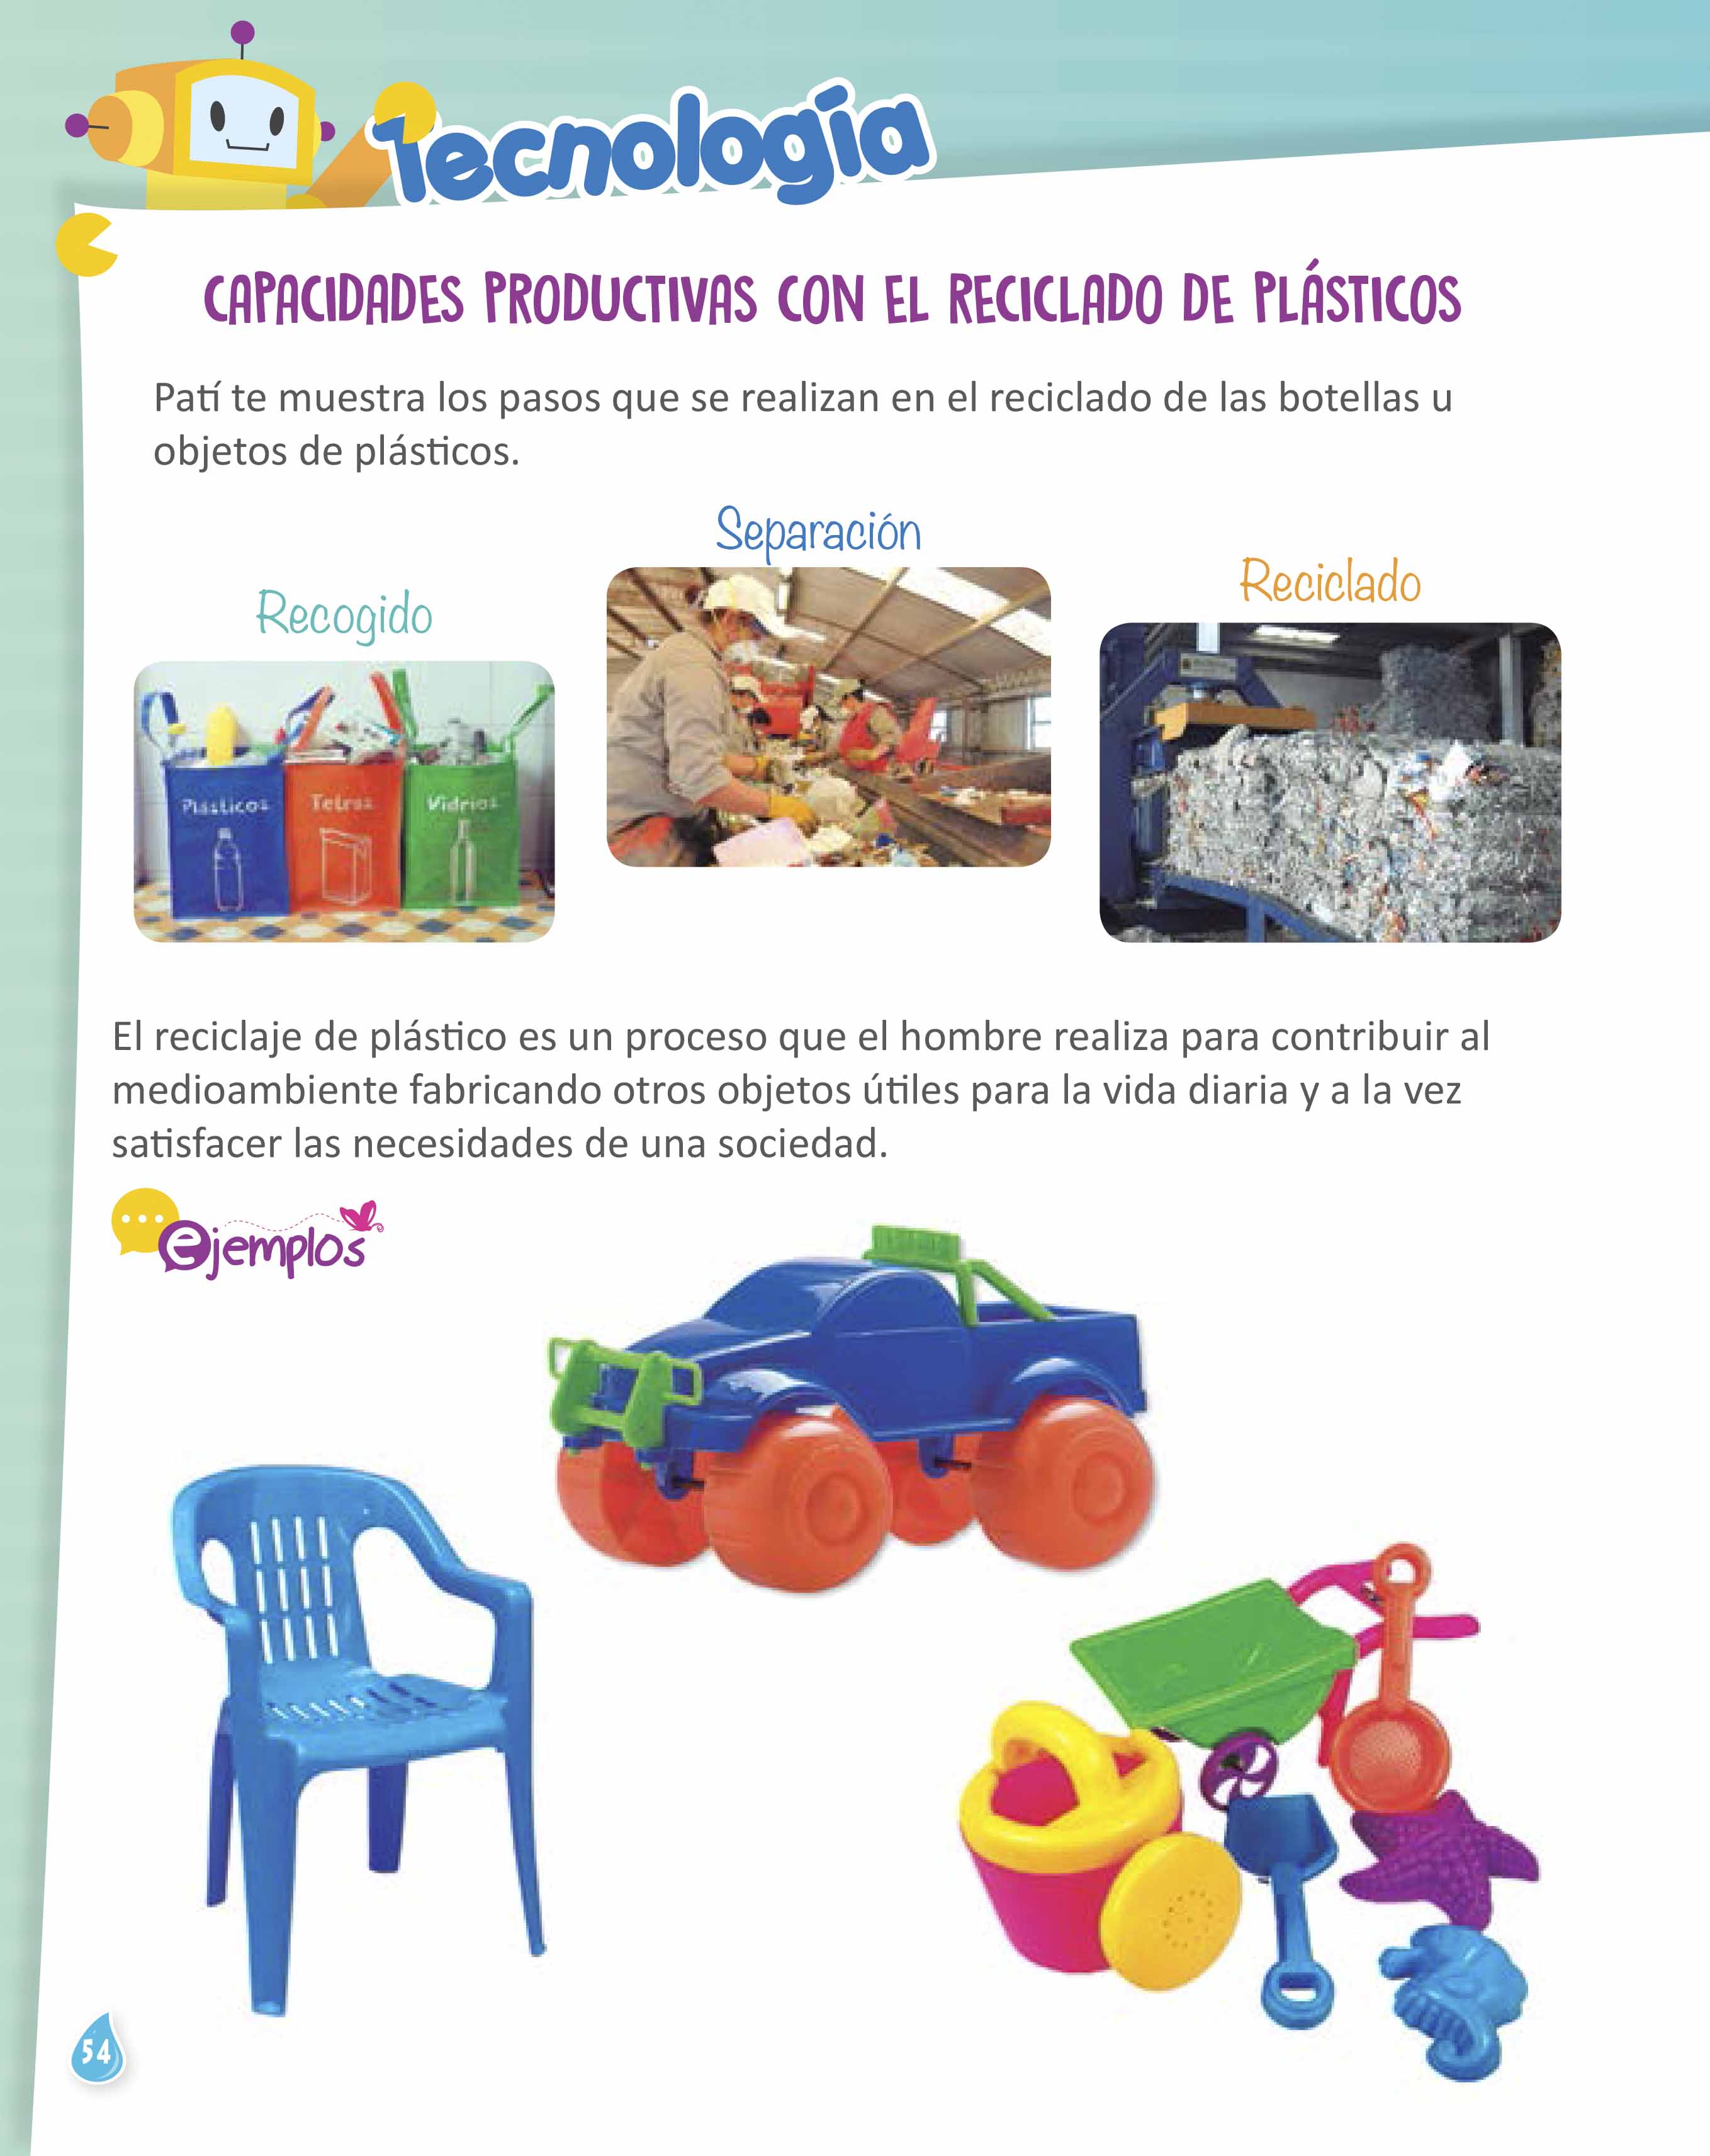 Tecnología
CAPACIDADES PRODUCTIVAS CON EL RECICLADO DE PLÁSTICOS
Patí te muestra los pasos que se realizan en el reciclado de las botellas u
objetos de plásticos.
Recogido
Separación
Reciclado
Plásticos
Tetras
Vidrios
El reciclaje de plástico es un proceso que el hombre realiza para contribuir al
medioambiente fabricando otros objetos útiles para la vida diaria y a la vez
satisfacer las necesidades de una sociedad.
ejemplos
54